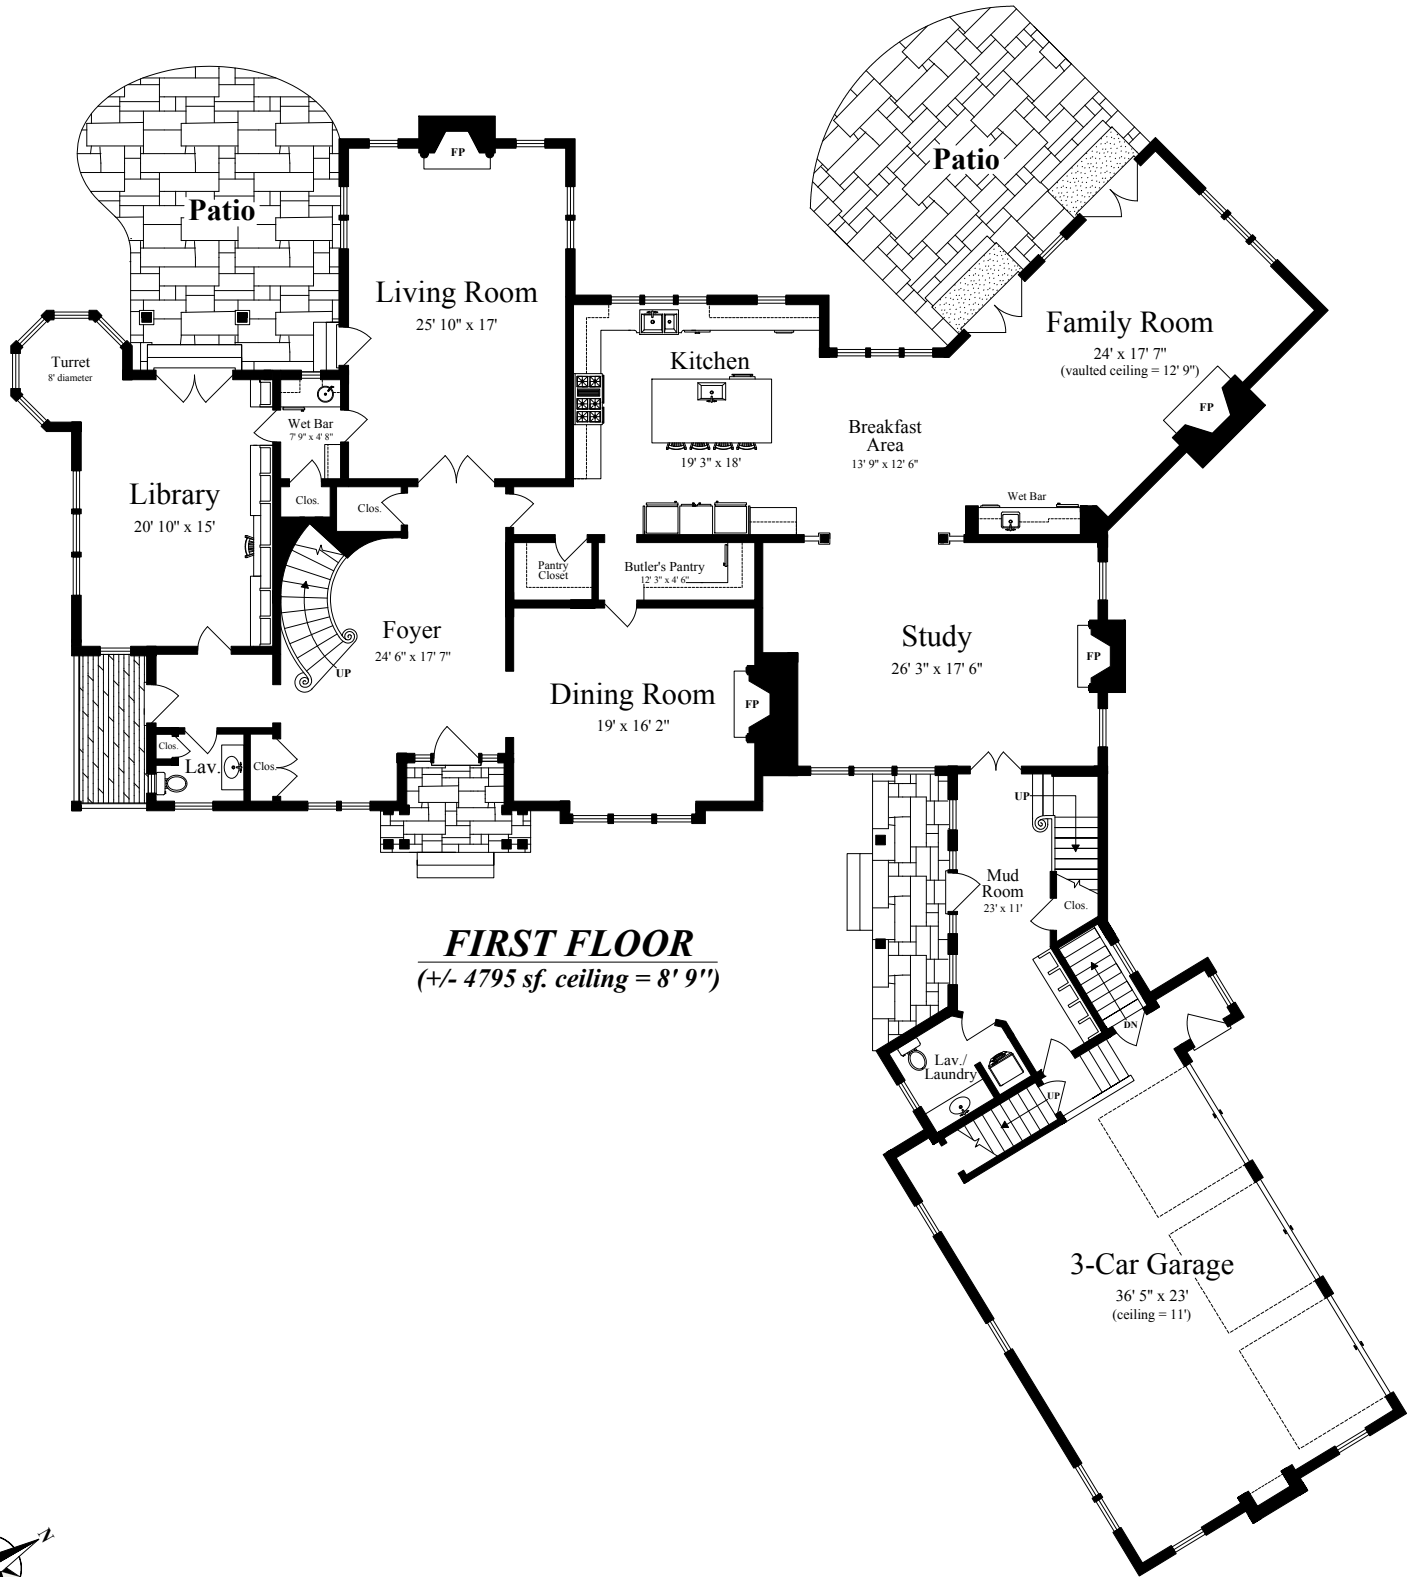 Patio
FP
Living Room
25' 10" x 17'
Patio
Family Room
24' x 17' 7"
(vaulted ceiling = 12' 9")
FP
Turret
8' diameter
Kitchen
19' 3" x 18'
Breakfast
Area
13' 9" x 12' 6"
Wet Bar
7' 9" x 4' 8"
Library
20' 10" x 15'
Clos.
Clos.
Wet Bar
Pantry
Closet
Butler's Pantry
12' 3" x 4' 6"
Foyer
24' 6" x 17' 7"
UP
Study
26' 3" x 17' 6"
FP
Dining Room
19' x 16' 2"
FP
Clos.
Lav.
Clos.
UP
Mud
Room
23' x 11'
Clos.
FIRST FLOOR
(+/- 4795 sf. ceiling = 8' 9")
DN
Lav./
Laundry
UP
3-Car Garage
36' 5" x 23'
(ceiling = 11')
N